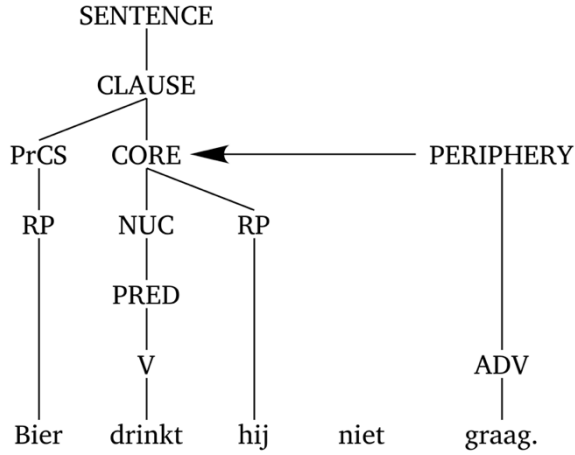 SENTENCE
CLAUSE
PrCS CORE PERIPHERY
RP NUC RP
PRED
V ADV
Bier drinkt hij niet graag.